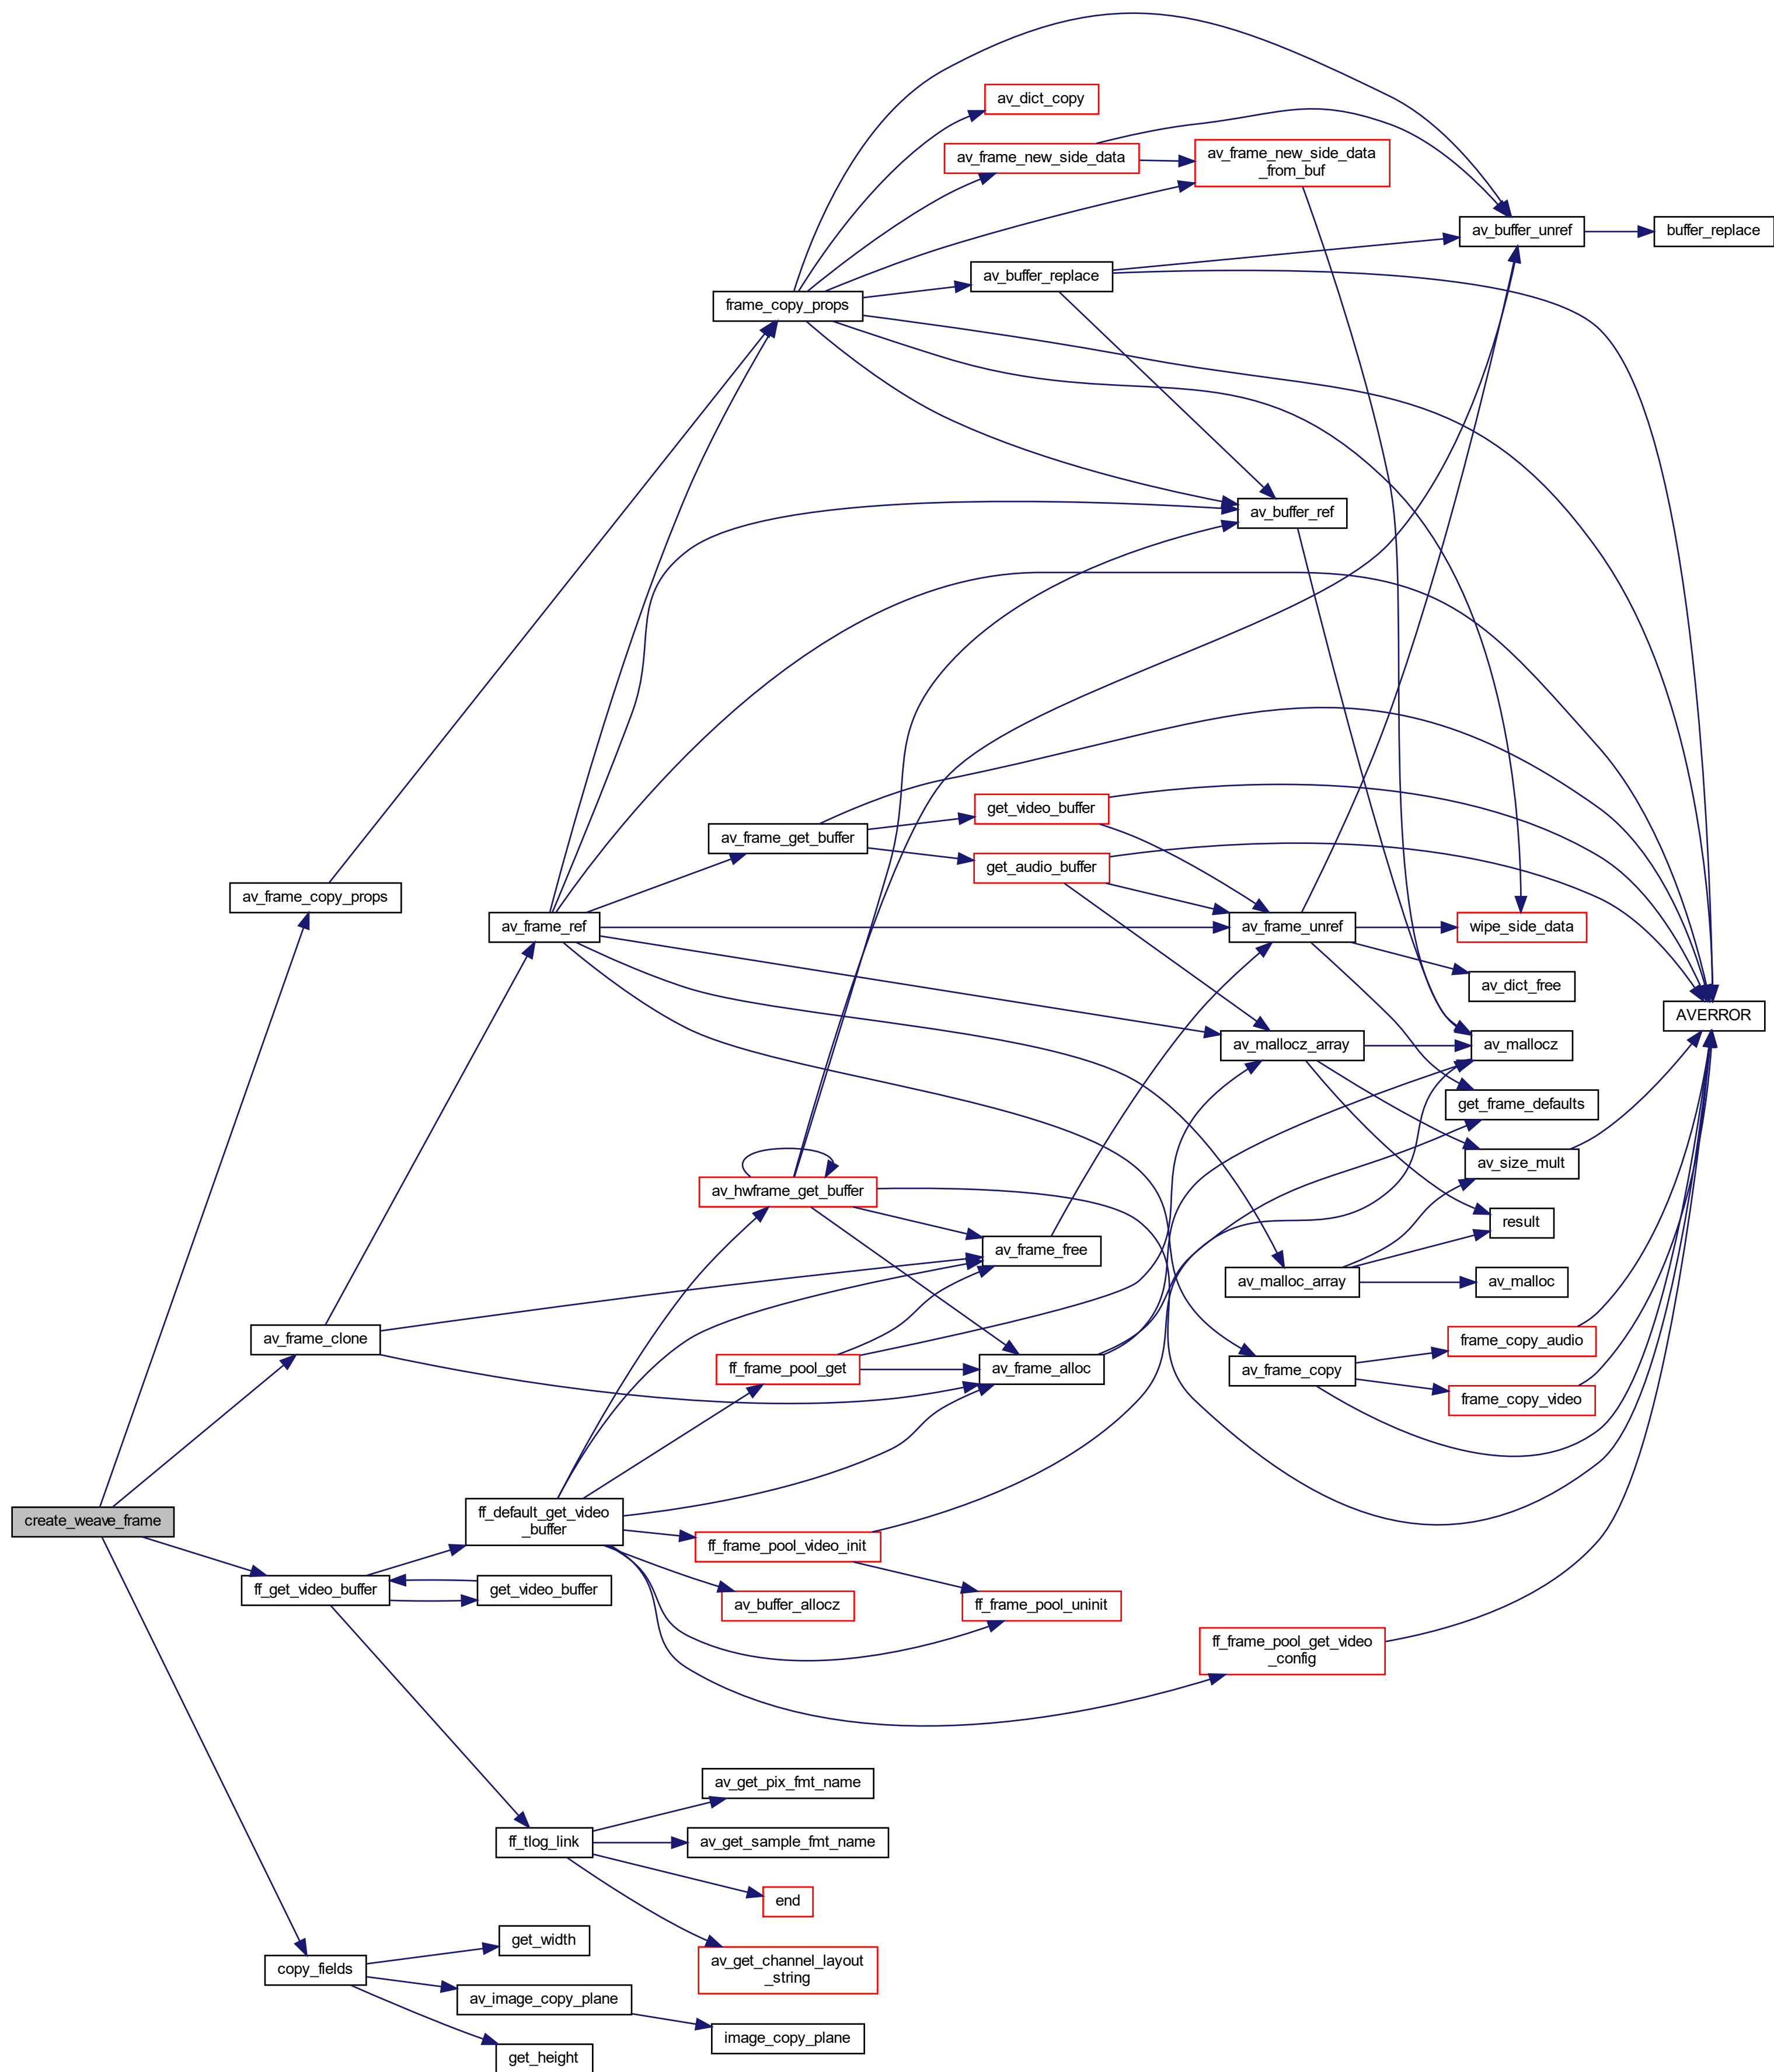 av_dict_copy
av_frame_new_side_data
av_frame_new_side_data
_from_buf
av_buffer_unref
buffer_replace
av_buffer_replace
frame_copy_props
av_buffer_ref
get_video_buffer
av_frame_get_buffer
get_audio_buffer
av_frame_copy_props
av_frame_ref
av_frame_unref
wipe_side_data
av_dict_free
AVERROR
av_mallocz_array
av_mallocz
get_frame_defaults
av_size_mult
av_hwframe_get_buffer
result
av_frame_free
av_malloc_array
av_malloc
av_frame_clone
frame_copy_audio
ff_frame_pool_get
av_frame_alloc
av_frame_copy
frame_copy_video
create_weave_frame
ff_default_get_video
_buffer
ff_frame_pool_video_init
ff_get_video_buffer
get_video_buffer
av_buffer_allocz
ff_frame_pool_uninit
ff_frame_pool_get_video
_config
av_get_pix_fmt_name
ff_tlog_link
av_get_sample_fmt_name
end
get_width
av_get_channel_layout
_string
copy_fields
av_image_copy_plane
image_copy_plane
get_height